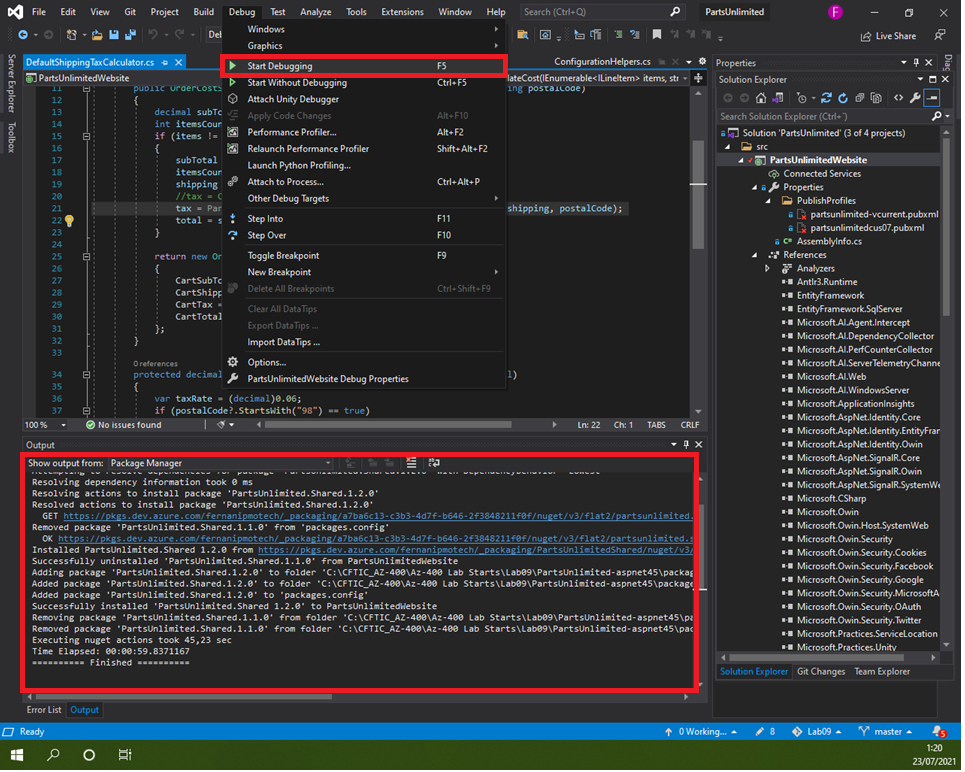 File Edit View Git Project Build Debug Test Analyze Tools Extensions Window Help Search (Ctrl+Q) PartsUnlimited F
Live Share
Server Explorer
Toolbox
DefaultShippingTaxCalculator.cs
ConfigurationHelpers.cs
PartsUnlimitedWebsite
ateCost(IEnumerable<ILineItem> items, str
Windows
Graphics
Start Debugging F5
Start Without Debugging Ctrl+F5
Attach Unity Debugger
Apply Code Changes Alt+F10
Performance Profiler... Alt+F2
Relaunch Performance Profiler Shift+Alt+F2
Launch Python Profiling...
Attach to Process... Ctrl+Alt+P
Other Debug Targets
Step Into F11
Step Over F10
Toggle Breakpoint F9
New Breakpoint
Delete All Breakpoints Ctrl+Shift+F9
Clear All DataTips
Export DataTips ...
Import DataTips ...
Options...
PartsUnlimitedWebsite Debug Properties
11 public OrderCostS ng postalCode)
12 {
13 decimal subTo
14 int itemsCoun
15 if (items !=
16 {
17 subTotal
18 itemsCoun
19 shipping
20 //tax = C
21 tax = Par shipping, postalCode);
22 total = s
23 }
24
25 return new Or
26 {
27 CartSubTo
28 CartShipp
29 CartTax =
30 CartTotal
31 };
32 }
33
0 references
34 protected decimal l)
35 {
36 var taxRate = (decimal)0.06;
37 if (postalCode?.StartsWith("98") == true)
100 % No issues found Ln: 22 Ch: 1 TABS CRLF
Output
Show output from: Package Manager
Attempting to resolve dependencies for package 'PartsUnlimited.Shared.1.2.0' with DependencyBehavior 'Lowest'
Resolving dependency information took 0 ms
Resolving actions to install package 'PartsUnlimited.Shared.1.2.0'
Resolved actions to install package 'PartsUnlimited.Shared.1.2.0'
GET https://pkgs.dev.azure.com/fernanipmotech/_packaging/a7ba6c13-c3b3-4d7f-b646-2f3848211f0f/nuget/v3/flat2/partsunlimited.
Removed package 'PartsUnlimited.Shared.1.1.0' from 'packages.config'
OK https://pkgs.dev.azure.com/fernanipmotech/_packaging/a7ba6c13-c3b3-4d7f-b646-2f3848211f0f/nuget/v3/flat2/partsunlimited.s
Installed PartsUnlimited.Shared 1.2.0 from https://pkgs.dev.azure.com/fernanipmotech/_packaging/PartsUnlimitedShared/nuget/v3/
Successfully uninstalled 'PartsUnlimited.Shared.1.1.0' from PartsUnlimitedWebsite
Adding package 'PartsUnlimited.Shared.1.2.0' to folder 'C:\CFTIC_AZ-400\Az-400 Lab Starts\Lab09\PartsUnlimited-aspnet45\package
Added package 'PartsUnlimited.Shared.1.2.0' to folder 'C:\CFTIC_AZ-400\Az-400 Lab Starts\Lab09\PartsUnlimited-aspnet45\package
Added package 'PartsUnlimited.Shared.1.2.0' to 'packages.config'
Successfully installed 'PartsUnlimited.Shared 1.2.0' to PartsUnlimitedWebsite
Removing package 'PartsUnlimited.Shared.1.1.0' from folder 'C:\CFTIC_AZ-400\Az-400 Lab Starts\Lab09\PartsUnlimited-aspnet45\pac
Removed package 'PartsUnlimited.Shared.1.1.0' from folder 'C:\CFTIC_AZ-400\Az-400 Lab Starts\Lab09\PartsUnlimited-aspnet45\pac
Executing nuget actions took 45,23 sec
Time Elapsed: 00:00:59.8371167
========== Finished ==========
Error List Output
Properties
Solution Explorer
Search Solution Explorer (Ctrl+´)
Solution 'PartsUnlimited' (3 of 4 projects)
src
PartsUnlimitedWebsite
Connected Services
Properties
PublishProfiles
partsunlimited-vcurrent.pubxml
partsunlimitedcus07.pubxml
AssemblyInfo.cs
References
Analyzers
Antlr3.Runtime
EntityFramework
EntityFramework.SqlServer
Microsoft.AI.Agent.Intercept
Microsoft.AI.DependencyCollector
Microsoft.AI.PerfCounterCollector
Microsoft.AI.ServerTelemetryChanne
Microsoft.AI.Web
Microsoft.AI.WindowsServer
Microsoft.ApplicationInsights
Microsoft.AspNet.Identity.Core
Microsoft.AspNet.Identity.EntityFran
Microsoft.AspNet.Identity.Owin
Microsoft.AspNet.SignalR.Core
Microsoft.AspNet.SignalR.Owin
Microsoft.AspNet.SignalR.SystemWe
Microsoft.CSharp
Microsoft.Owin
Microsoft.Owin.Host.SystemWeb
Microsoft.Owin.Security
Microsoft.Owin.Security.Cookies
Microsoft.Owin.Security.Facebook
Microsoft.Owin.Security.Google
Microsoft.Owin.Security.MicrosoftA
Microsoft.Owin.Security.OAuth
Microsoft.Owin.Security.Twitter
Microsoft.Practices.ServiceLocation
Microsoft.Practices.Unity
Solution Explorer Git Changes Team Explorer
Ready 0 Working... 8 Lab09 master 5
1:20
23/07/2021